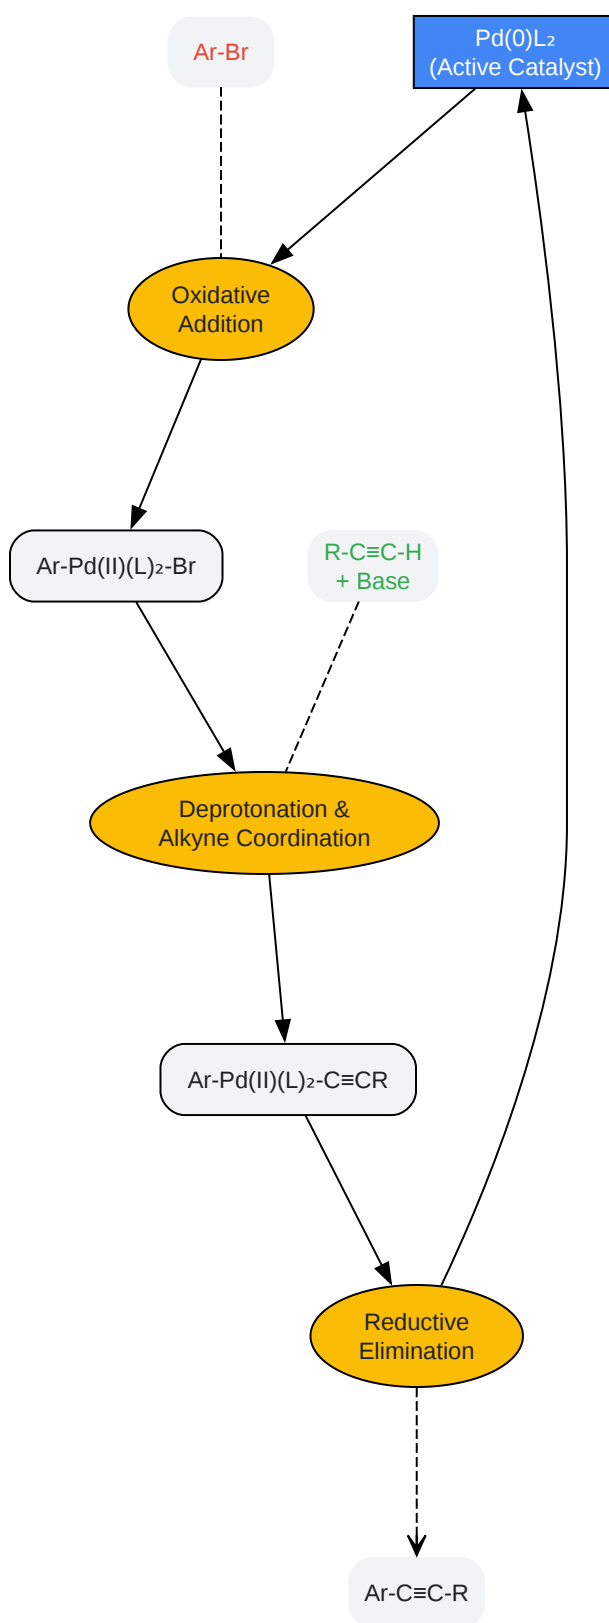 Ar-Br
Pd(0)L₂
(Active Catalyst)
Oxidative
Addition
Ar-Pd(II)(L)₂-Br
R-C≡C-H
+ Base
Deprotonation &
Alkyne Coordination
Ar-Pd(II)(L)₂-C≡CR
Reductive
Elimination
Ar-C≡C-R